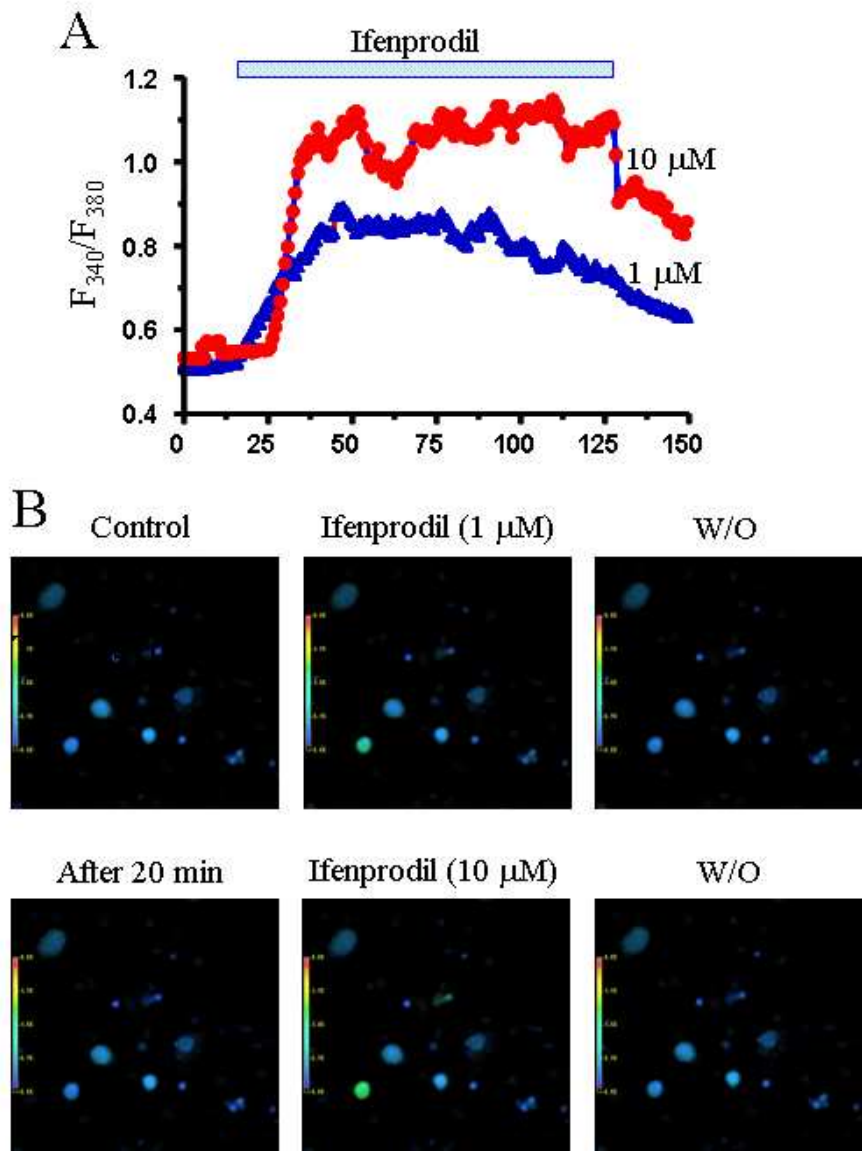 A
Ifenprodil
1.2
1.0
0.8
0.6
0.4
F340/F380
10 μM
1 μM
0 25 50 75 100 125 150
B
Control Ifenprodil (1 μM) W/O
After 20 min Ifenprodil (10 μM) W/O